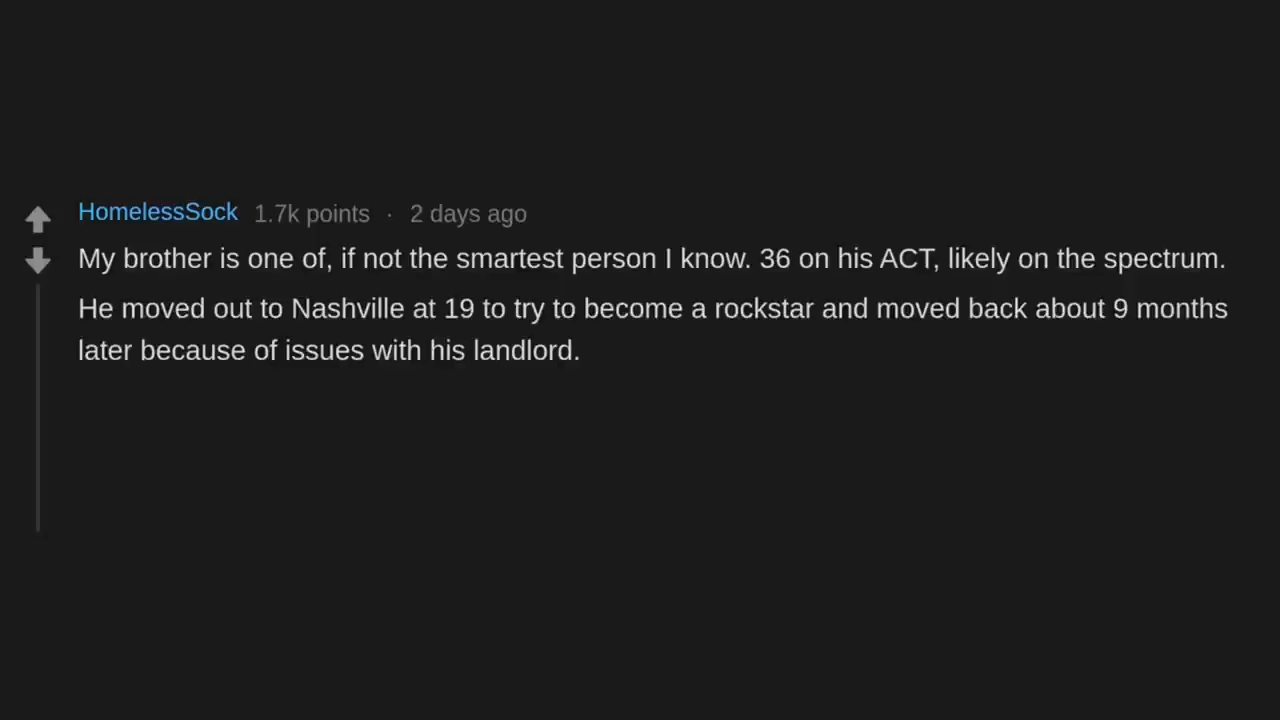 HomelessSock 1.7k points · 2 days ago
My brother is one of, if not the smartest person I know. 36 on his ACT, likely on the spectrum.
He moved out to Nashville at 19 to try to become a rockstar and moved back about 9 months
later because of issues with his landlord.